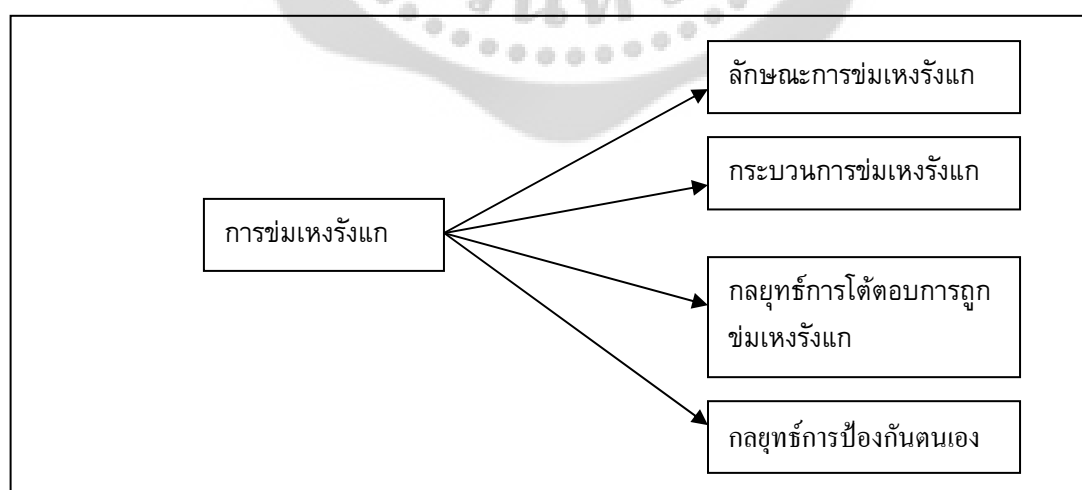 ลักษณะการข่มเหงรังแก
กระบวนการข่มเหงรังแก
การข่มเหงรังแก
กลยุทธ์การโต้ตอบการถูก
ข่มเหงรังแก
กลยุทธ์การป้องกันตนเอง